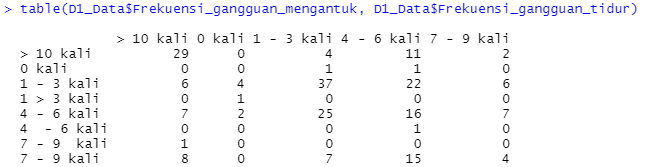 > table(D1_Data$Frekuensi_gangguan_mengantuk, D1_Data$Frekuensi_gangguan_tidur)
> 10 kali 0 kali 1 - 3 kali 4 - 6 kali 7 - 9 kali
> 10 kali 29 0 4 11 2
0 kali 0 0 1 1 0
1 - 3 kali 6 4 37 22 6
1 > 3 kali 0 1 0 0 0
4 - 6 kali 7 2 25 16 7
4  - 6 kali 0 0 0 1 0
7 - 9  kali 1 0 0 0 0
7 - 9 kali 8 0 7 15 4